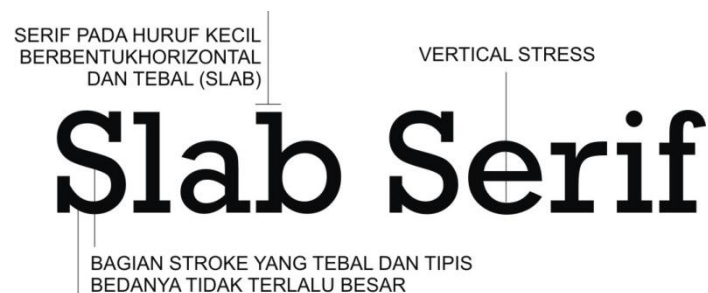 SERIF PADA HURUF KECIL
BERBENTUKHORIZONTAL
DAN TEBAL (SLAB)
VERTICAL STRESS
Slab Serif
BAGIAN STROKE YANG TEBAL DAN TIPIS
BEDANYA TIDAK TERLALU BESAR